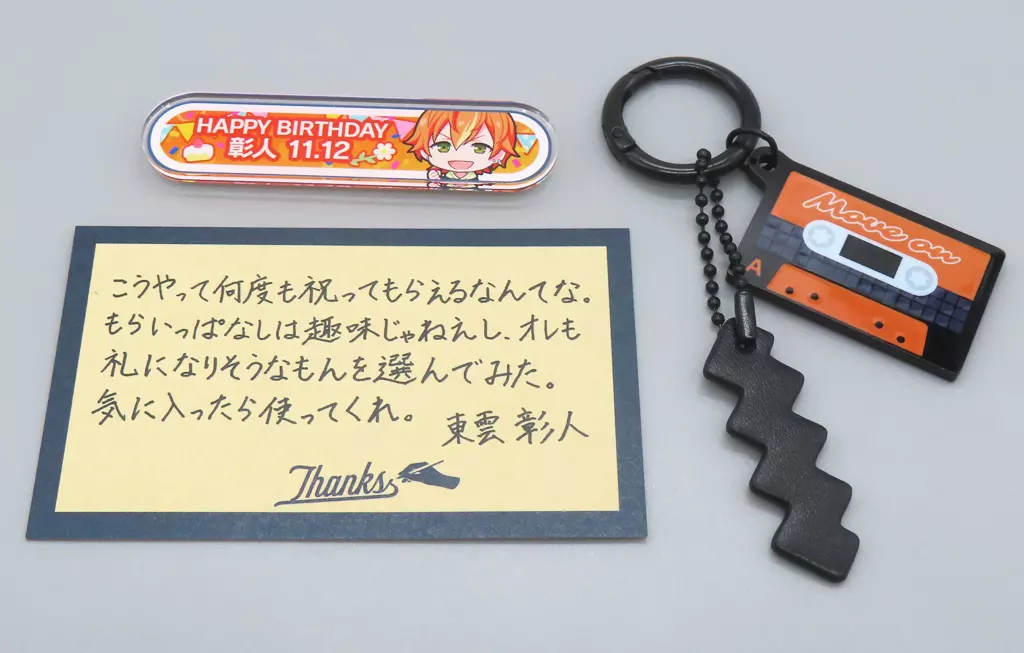 HAPPY BIRTHDAY
彰人 11.12
こうやって何度も祝ってもらえるなんてな。
もらいっぱなしは趣味じゃねえし、オレも
礼になりそうなもんを選んでみた。
気に入ったら使ってくれ。
東雲 彰人
Thanks
Move on
A